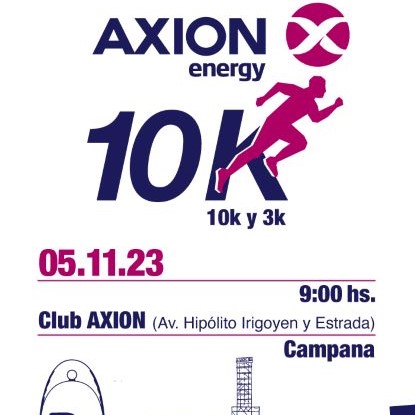 AXION
energy
10K
10k y 3k
05.11.23
9:00 hs.
Club AXION (Av. Hipólito Irigoyen y Estrada)
Campana